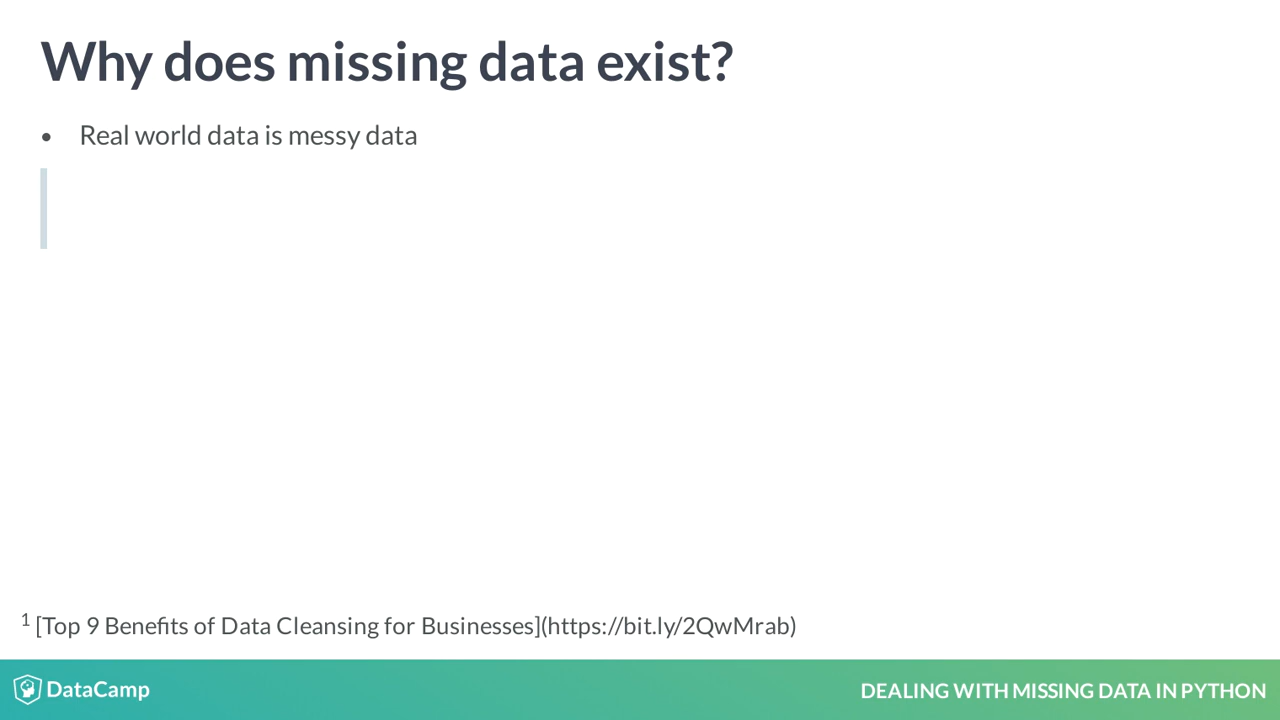 Why does missing data exist?
• Real world data is messy data
1 [Top 9 Benefits of Data Cleansing for Businesses](https://bit.ly/2QwMrab)
DataCamp
DEALING WITH MISSING DATA IN PYTHON